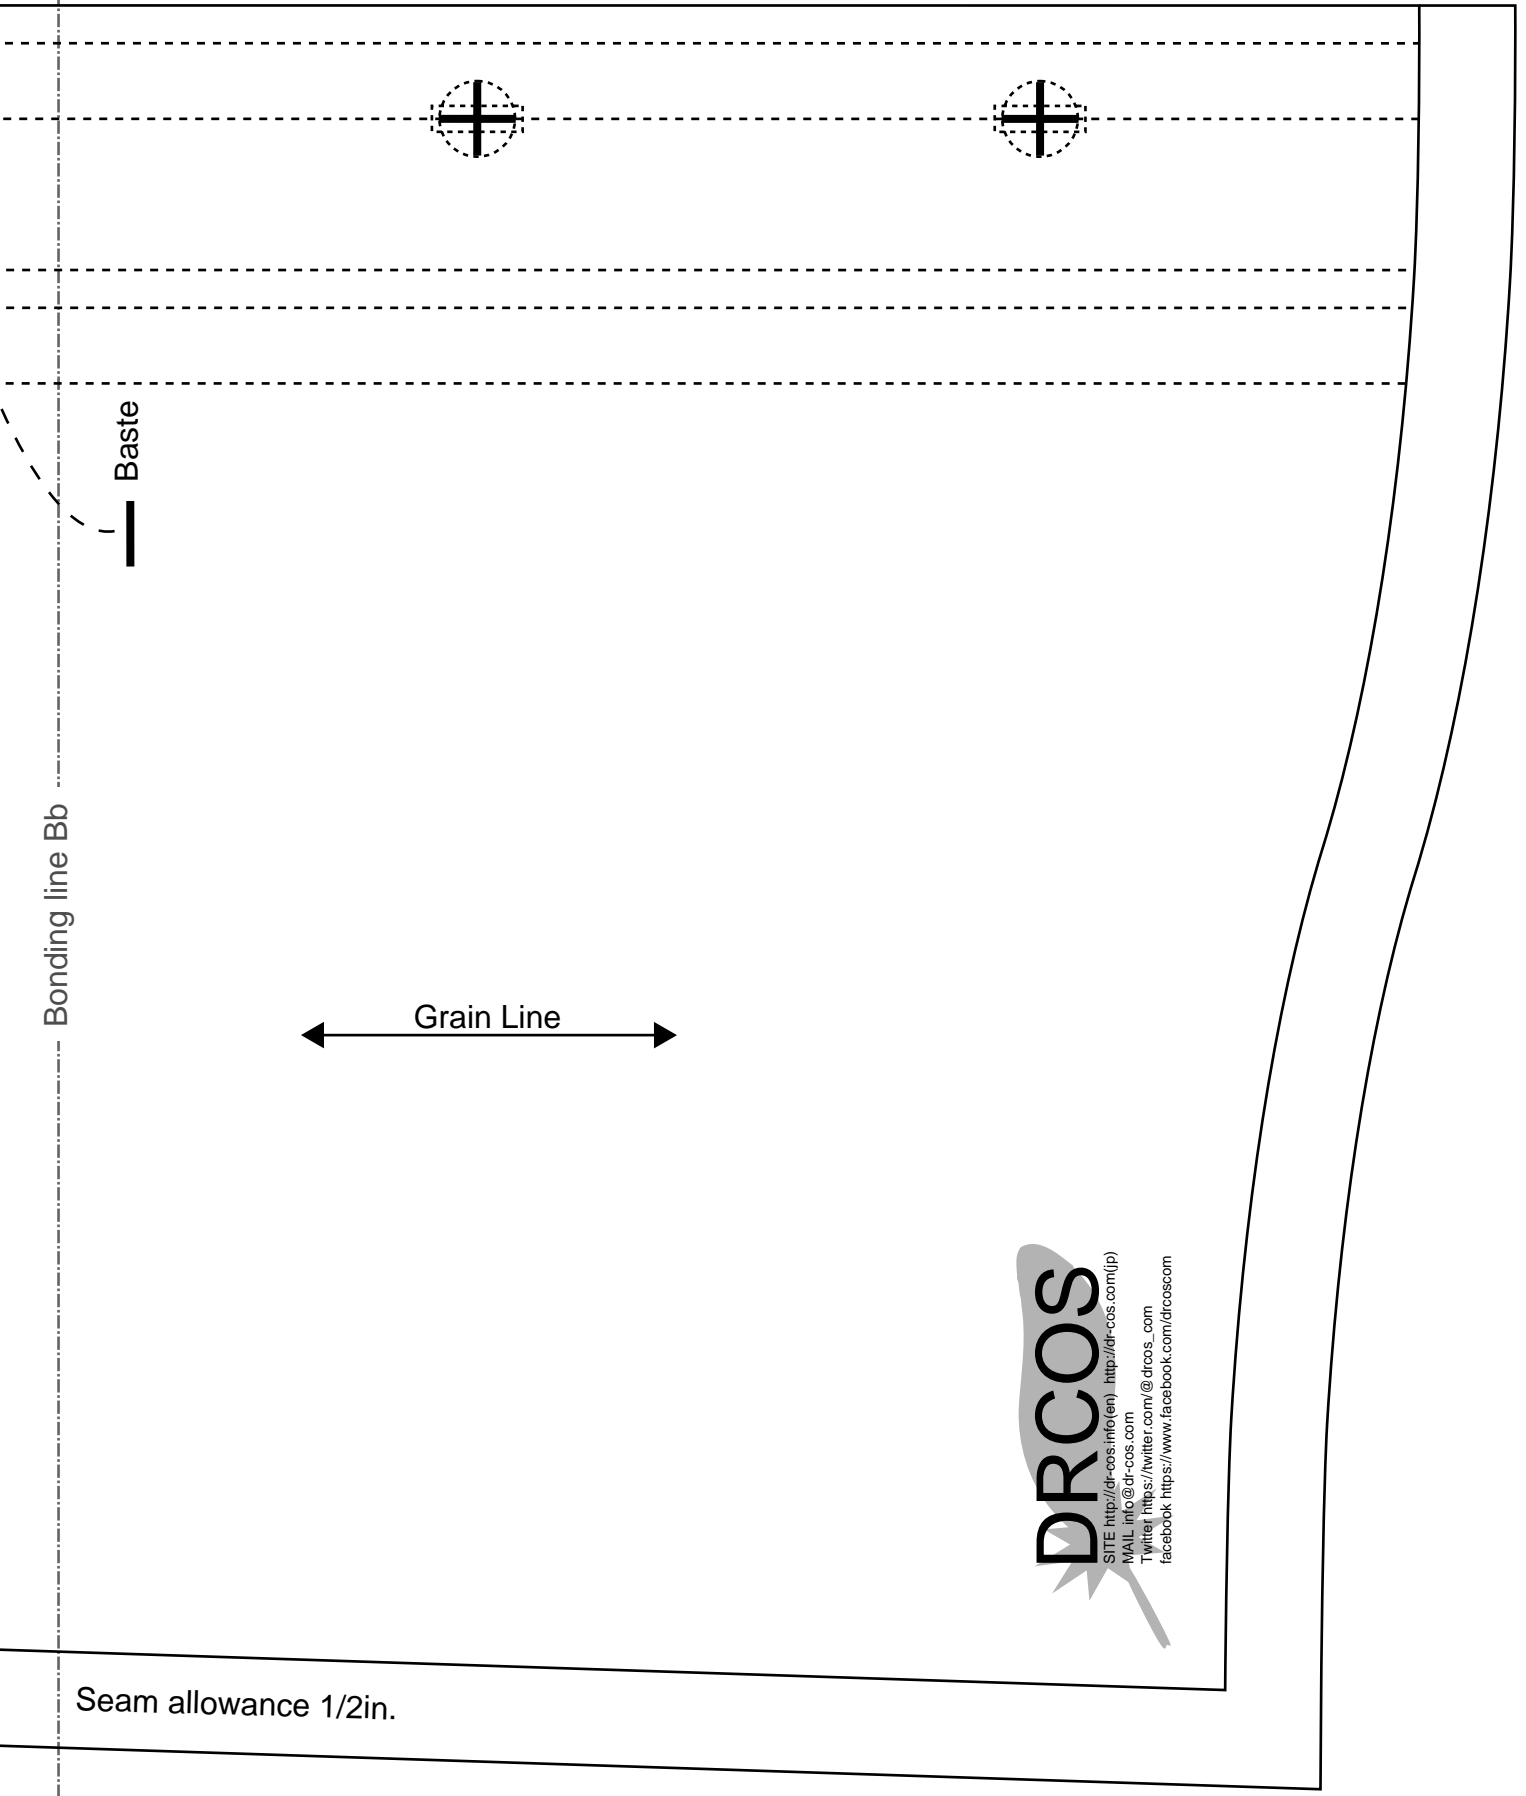 Baste
Bonding line Bb
Grain Line
DRCOS
SITE http://dr-cos.info(en) http://dr-cos.com(jp)
MAIL info@dr-cos.com
Twitter https://twitter.com/@drcos_com
facebook https://www.facebook.com/drcoscom
Seam allowance 1/2in.